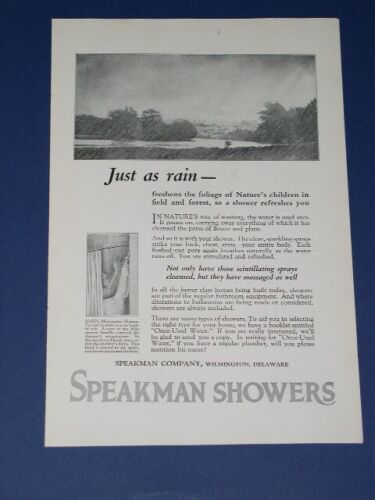 Just as rain —
freshens the foliage of Nature's children in
field and forest, so a shower refreshes you
IN NATURE'S way of washing, the water is used once.
It passes on, carrying away everything of which it has
cleansed the pores of flower and plant.
And so it is with your shower. The clear, sparkling sprays
strike your back, chest, arms - your entire body. Each
flushed-out pore assists breathing naturally as the water
runs off. You are stimulated and refreshed.
Not only have those scintillating sprays
cleansed, but they have massaged as well
In all the better class homes being built today, showers
are part of the regular bathroom equipment. And where
alterations to bathrooms are being made or considered,
showers are always included.
There are many types of showers. To aid you in selecting
the right type for your home, we have a booklet entitled
"Once-Used Water." If you are really interested, we'll
be glad to send you a copy. In writing for "Once-Used
Water," if you have a regular plumber, will you please
mention his name?
SPEAKMAN COMPANY, WILMINGTON, DELAWARE
SPEAKMAN SHOWERS